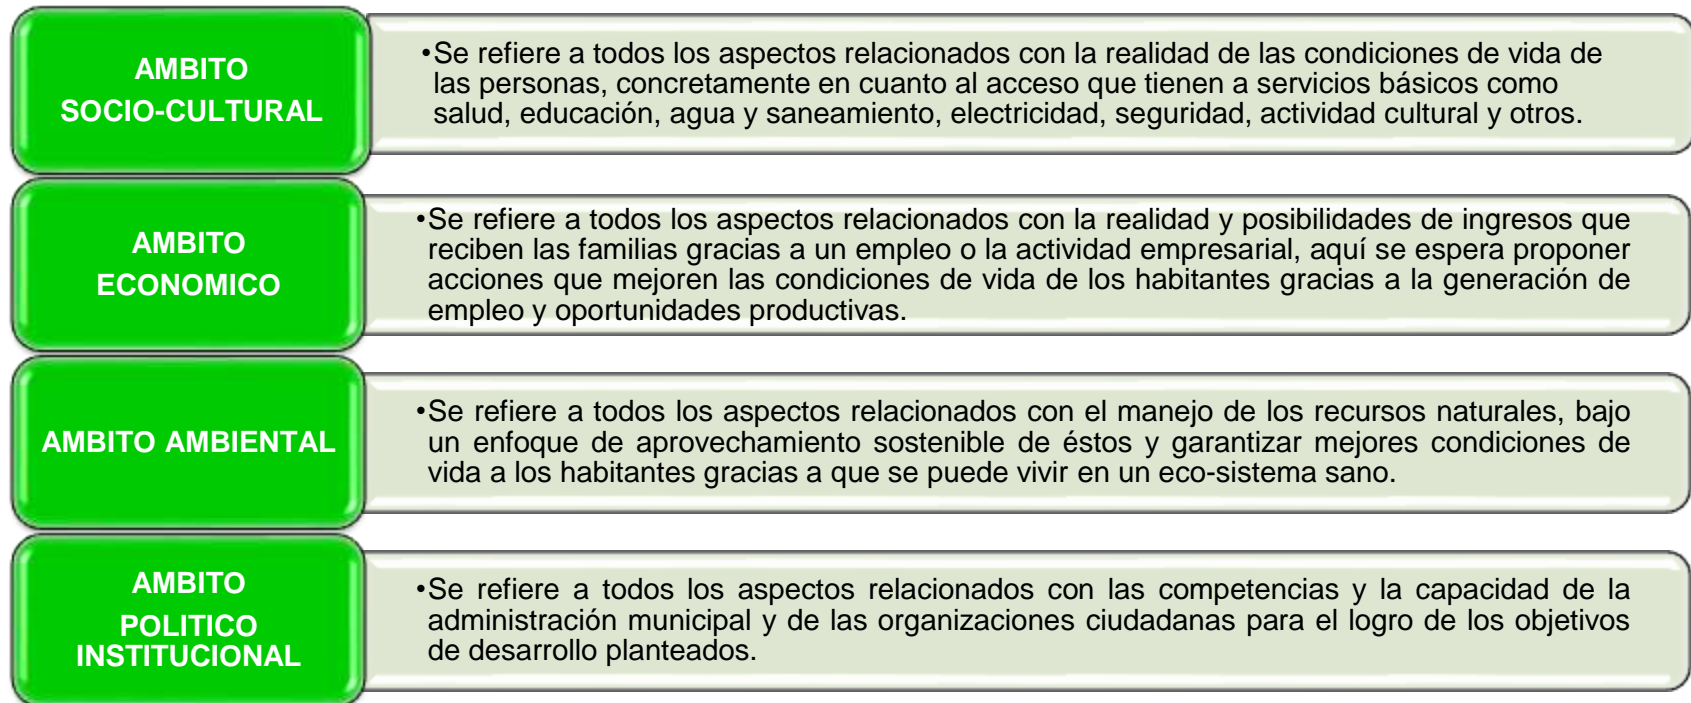 AMBITO
SOCIO-CULTURAL
•Se refiere a todos los aspectos relacionados con la realidad de las condiciones de vida de
las personas, concretamente en cuanto al acceso que tienen a servicios básicos como
salud, educación, agua y saneamiento, electricidad, seguridad, actividad cultural y otros.
AMBITO
ECONOMICO
•Se refiere a todos los aspectos relacionados con la realidad y posibilidades de ingresos que
reciben las familias gracias a un empleo o la actividad empresarial, aquí se espera proponer
acciones que mejoren las condiciones de vida de los habitantes gracias a la generación de
empleo y oportunidades productivas.
AMBITO AMBIENTAL
•Se refiere a todos los aspectos relacionados con el manejo de los recursos naturales, bajo
un enfoque de aprovechamiento sostenible de éstos y garantizar mejores condiciones de
vida a los habitantes gracias a que se puede vivir en un eco-sistema sano.
AMBITO
POLITICO
INSTITUCIONAL
•Se refiere a todos los aspectos relacionados con las competencias y la capacidad de la
administración municipal y de las organizaciones ciudadanas para el logro de los objetivos
de desarrollo planteados.